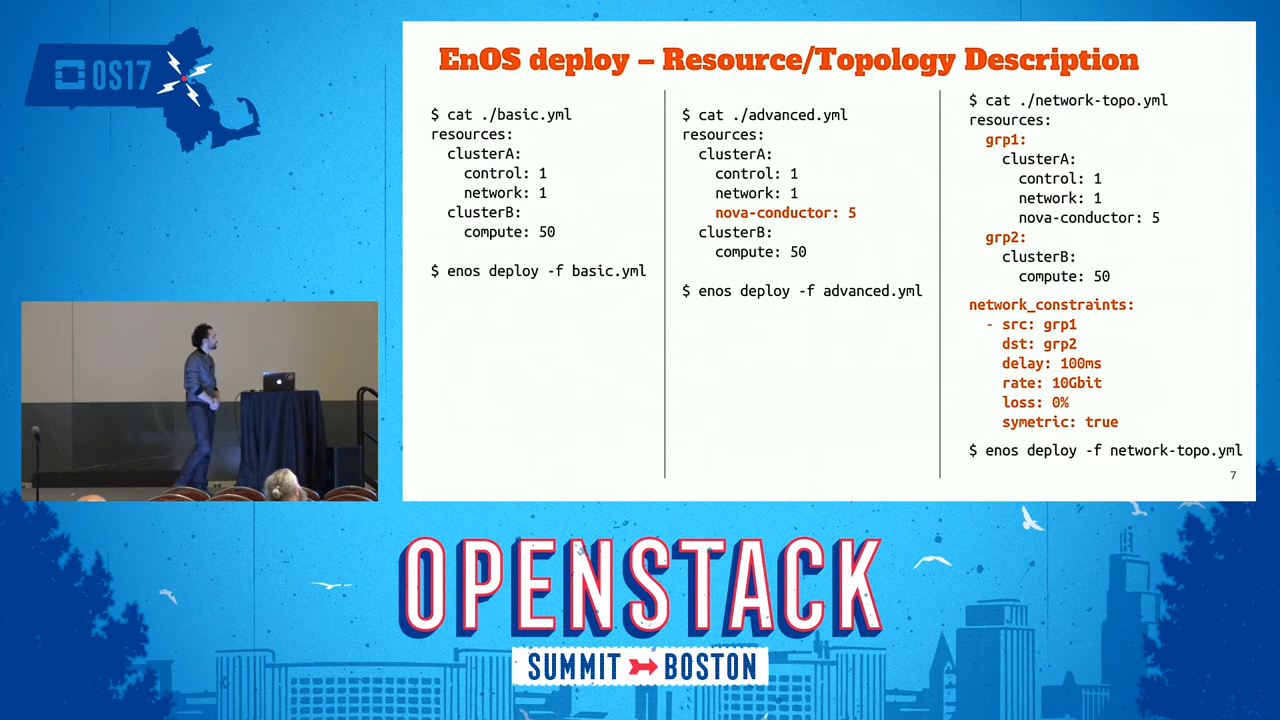 OS17
EnOS deploy – Resource/Topology Description
$ cat ./basic.yml
resources:
clusterA:
control: 1
network: 1
clusterB:
compute: 50
$ enos deploy -f basic.yml
$ cat ./advanced.yml
resources:
clusterA:
control: 1
network: 1
nova-conductor: 5
clusterB:
compute: 50
$ enos deploy -f advanced.yml
$ cat ./network-topo.yml
resources:
grp1:
clusterA:
control: 1
network: 1
nova-conductor: 5
grp2:
clusterB:
compute: 50
network_constraints:
- src: grp1
dst: grp2
delay: 100ms
rate: 10Gbit
loss: 0%
symetric: true
$ enos deploy -f network-topo.yml
7
OPENSTACK
SUMMIT BOSTON